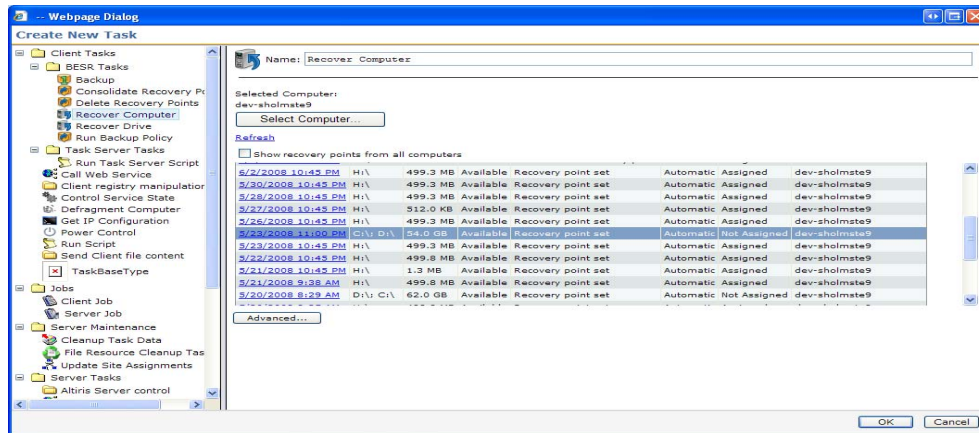 -- Webpage Dialog
Create New Task
Client Tasks
BESR Tasks
Backup
Consolidate Recovery Po
Delete Recovery Points
Recover Computer
Recover Drive
Run Backup Policy
Task Server Tasks
Run Task Server Script
Call Web Service
Client registry manipulation
Control Service State
Defragment Computer
Get IP Configuration
Power Control
Run Script
Send Client file content
TaskBaseType
Jobs
Client Job
Server Job
Server Maintenance
Cleanup Task Data
File Resource Cleanup Tas
Update Site Assignments
Server Tasks
Altiris Server control
Name: Recover Computer
Selected Computer:
dev-sholmste9
Select Computer...
Refresh
Show recovery points from all computers
6/2/2008 10:45 PM H:\ 499.3 MB Available Recovery point set Automatic Assigned dev-sholmste9
5/30/2008 10:45 PM H:\ 499.3 MB Available Recovery point set Automatic Assigned dev-sholmste9
5/28/2008 10:45 PM H:\ 499.3 MB Available Recovery point set Automatic Assigned dev-sholmste9
5/27/2008 10:45 PM H:\ 512.0 KB Available Recovery point set Automatic Assigned dev-sholmste9
5/26/2008 10:45 PM H:\ 499.3 MB Available Recovery point set Automatic Assigned dev-sholmste9
5/23/2008 11:00 PM C:\; D:\ 54.0 GB Available Recovery point set Automatic Not Assigned dev-sholmste9
5/23/2008 10:45 PM H:\ 499.3 MB Available Recovery point set Automatic Assigned dev-sholmste9
5/22/2008 10:45 PM H:\ 499.8 MB Available Recovery point set Automatic Assigned dev-sholmste9
5/21/2008 10:45 PM H:\ 1.3 MB Available Recovery point set Automatic Assigned dev-sholmste9
5/21/2008 9:38 AM H:\ 499.8 MB Available Recovery point set Automatic Assigned dev-sholmste9
5/20/2008 8:29 AM D:\; C:\ 62.0 GB Available Recovery point set Automatic Not Assigned dev-sholmste9
Advanced...
OK
Cancel